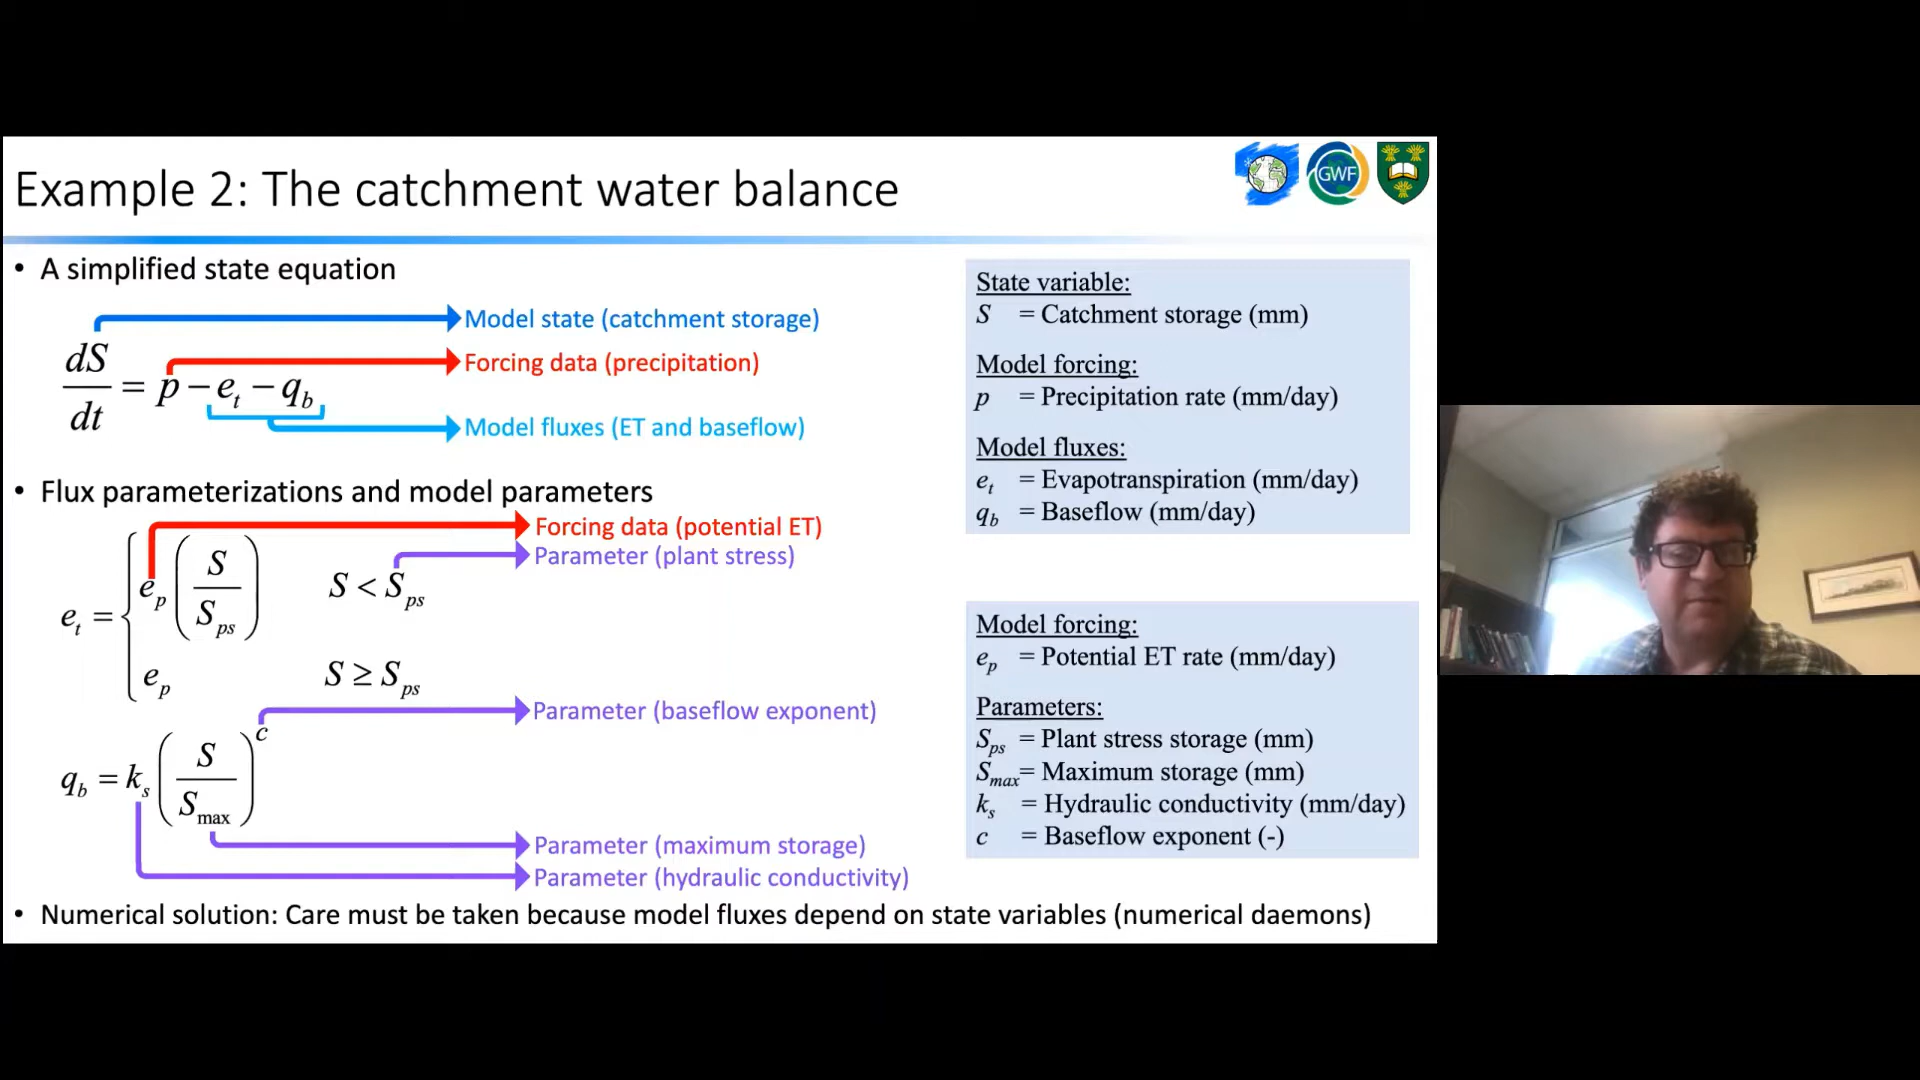 Example 2: The catchment water balance
GWF
• A simplified state equation
Model state (catchment storage)
Forcing data (precipitation)
dS/dt = p − e_t − q_b
Model fluxes (ET and baseflow)
• Flux parameterizations and model parameters
Forcing data (potential ET)
Parameter (plant stress)
e_t = { e_p (S/S_ps) S < S_ps
e_p S ≥ S_ps
Parameter (baseflow exponent)
q_b = k_s (S/S_max)^c
Parameter (maximum storage)
Parameter (hydraulic conductivity)
• Numerical solution: Care must be taken because model fluxes depend on state variables (numerical daemons)
State variable:
S = Catchment storage (mm)
Model forcing:
p = Precipitation rate (mm/day)
Model fluxes:
e_t = Evapotranspiration (mm/day)
q_b = Baseflow (mm/day)
Model forcing:
e_p = Potential ET rate (mm/day)
Parameters:
S_ps = Plant stress storage (mm)
S_max = Maximum storage (mm)
k_s = Hydraulic conductivity (mm/day)
c = Baseflow exponent (-)